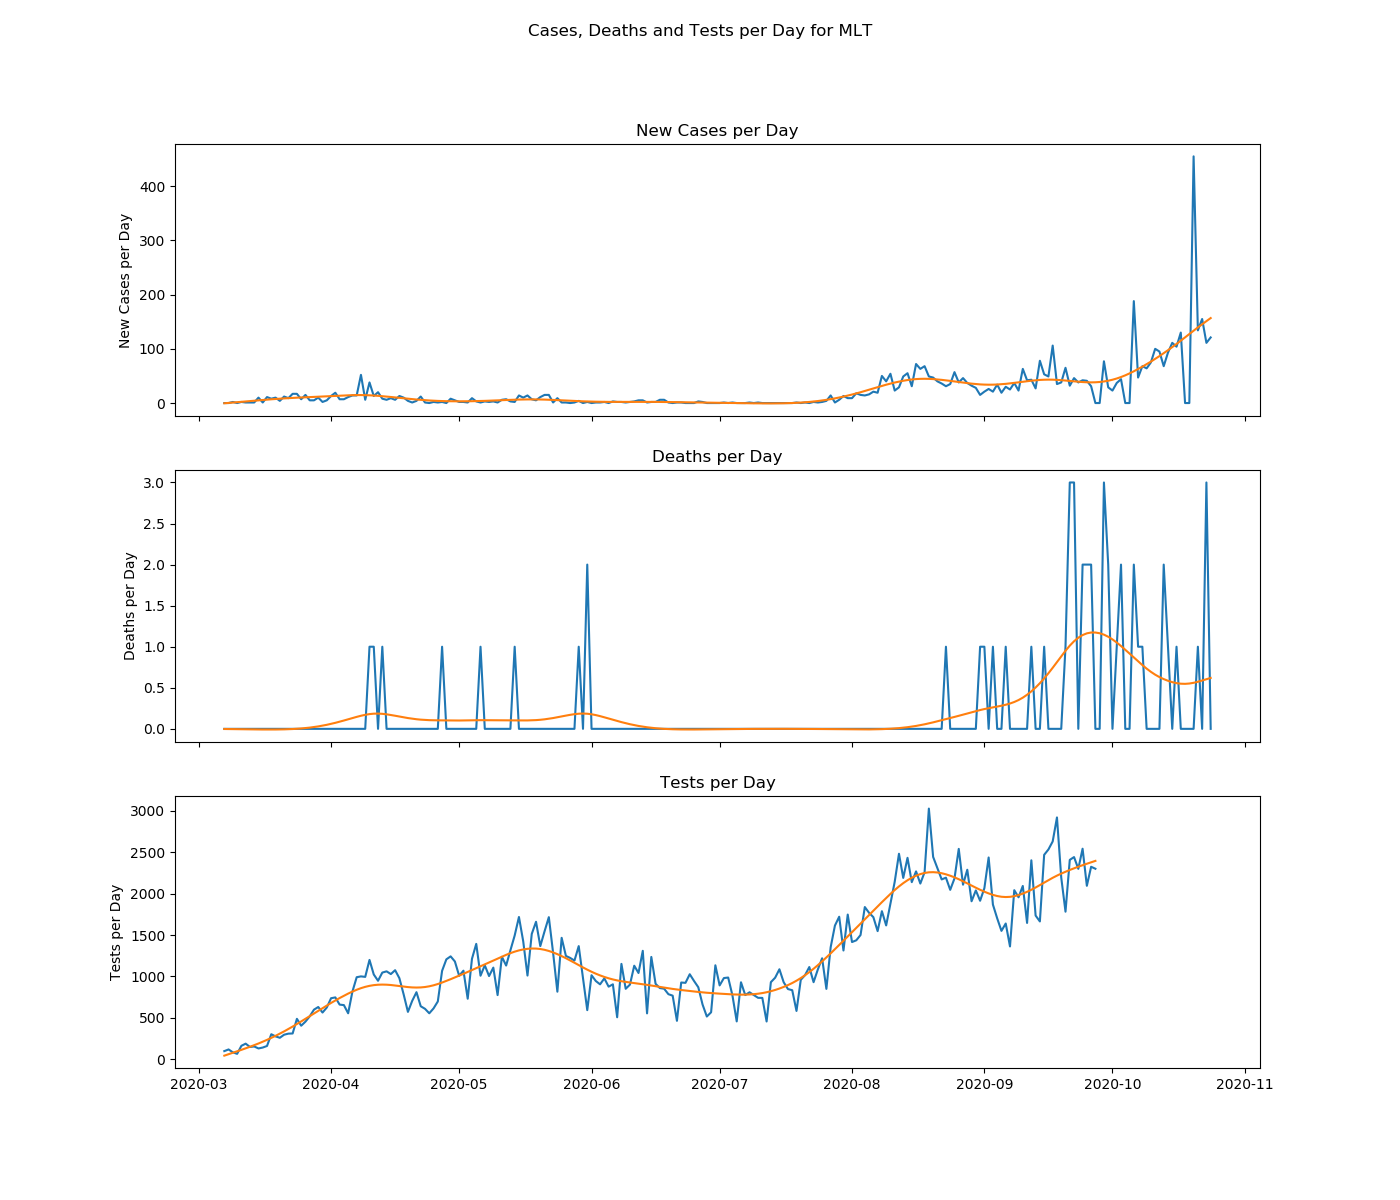 Cases, Deaths and Tests per Day for MLT
New Cases per Day
New Cases per Day
400
300
200
100
0
Deaths per Day
Deaths per Day
3.0
2.5
2.0
1.5
1.0
0.5
0.0
Tests per Day
Tests per Day
3000
2500
2000
1500
1000
500
0
2020-03 2020-04 2020-05 2020-06 2020-07 2020-08 2020-09 2020-10 2020-11